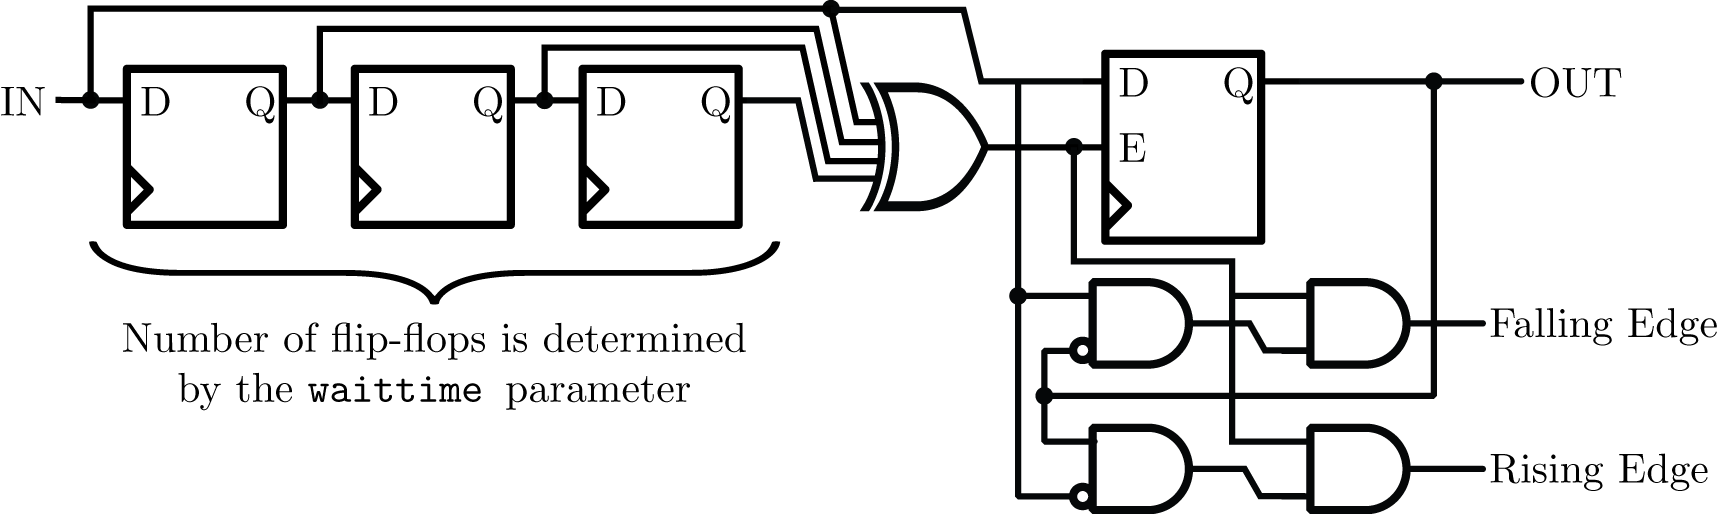 IN
D Q
D Q
D Q
D Q
E
OUT
Number of flip-flops is determined
by the waittime parameter
Falling Edge
Rising Edge